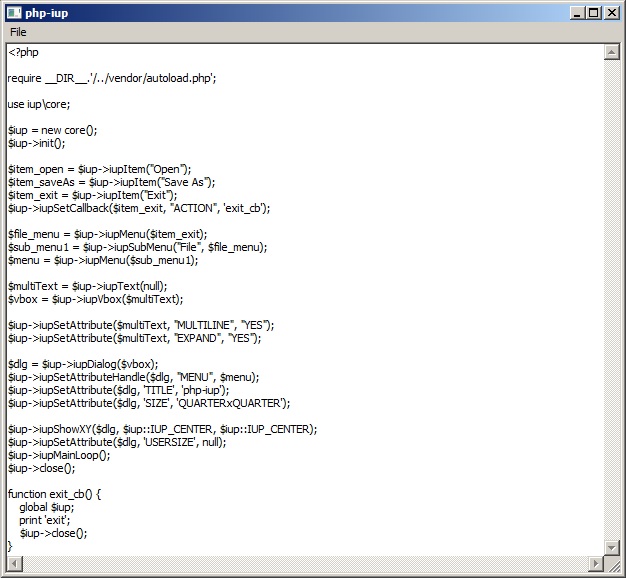 php-iup
File
<?php
require __DIR__.'/../vendor/autoload.php';
use iup\core;
$iup = new core();
$iup->init();
$item_open = $iup->iupItem("Open");
$item_saveAs = $iup->iupItem("Save As");
$item_exit = $iup->iupItem("Exit");
$iup->iupSetCallback($item_exit, "ACTION", 'exit_cb');
$file_menu = $iup->iupMenu($item_exit);
$sub_menu1 = $iup->iupSubMenu("File", $file_menu);
$menu = $iup->iupMenu($sub_menu1);
$multiText = $iup->iupText(null);
$vbox = $iup->iupVbox($multiText);
$iup->iupSetAttribute($multiText, "MULTILINE", "YES");
$iup->iupSetAttribute($multiText, "EXPAND", "YES");
$dlg = $iup->iupDialog($vbox);
$iup->iupSetAttributeHandle($dlg, "MENU", $menu);
$iup->iupSetAttribute($dlg, 'TITLE', 'php-iup');
$iup->iupSetAttribute($dlg, 'SIZE', 'QUARTERxQUARTER');
$iup->iupShowXY($dlg, $iup::IUP_CENTER, $iup::IUP_CENTER);
$iup->iupSetAttribute($dlg, 'USERSIZE', null);
$iup->iupMainLoop();
$iup->close();
function exit_cb() {
global $iup;
print 'exit';
$iup->close();
}